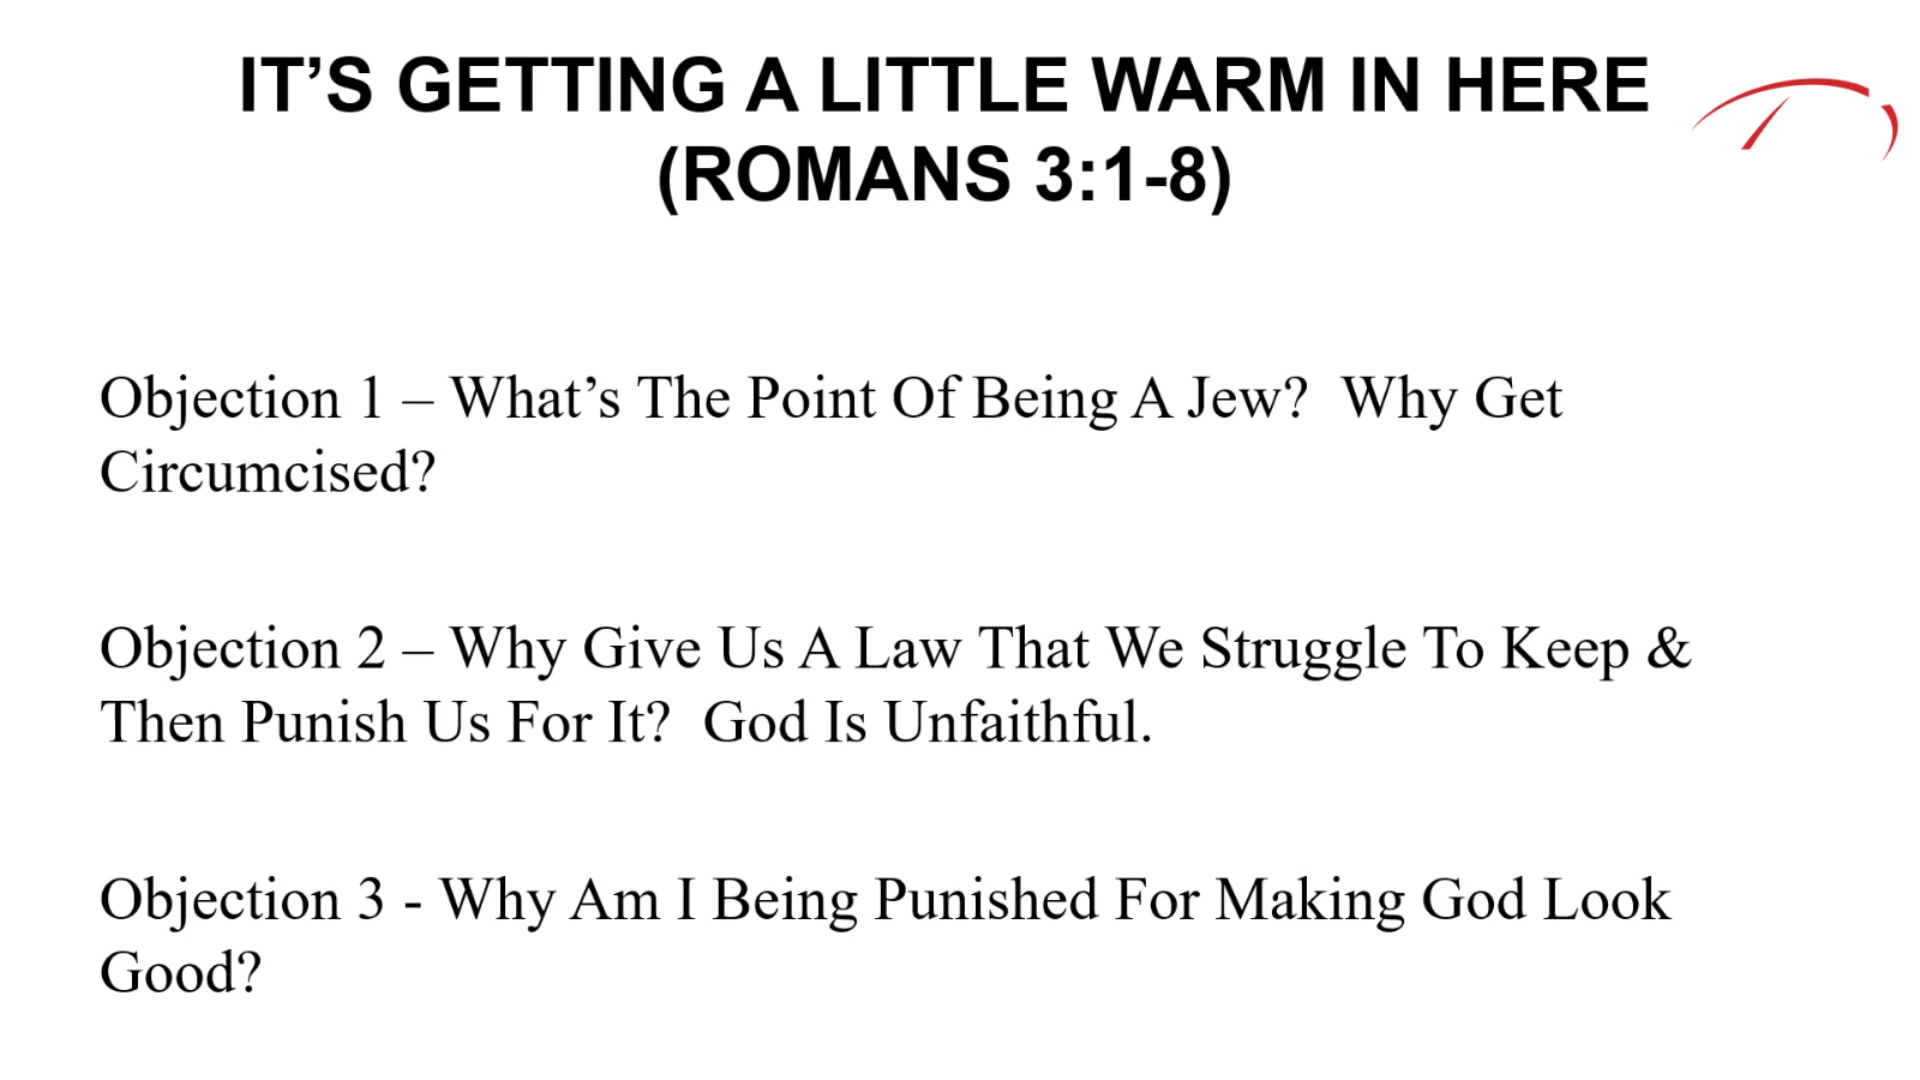 IT’S GETTING A LITTLE WARM IN HERE
(ROMANS 3:1-8)
Objection 1 – What’s The Point Of Being A Jew?  Why Get
Circumcised?
Objection 2 – Why Give Us A Law That We Struggle To Keep &
Then Punish Us For It?  God Is Unfaithful.
Objection 3 - Why Am I Being Punished For Making God Look
Good?